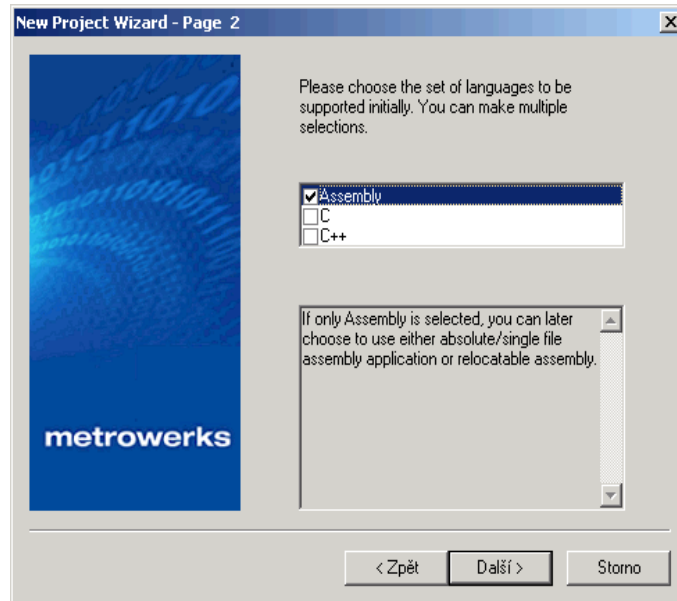 New Project Wizard - Page 2
Please choose the set of languages to be
supported initially. You can make multiple
selections.
Assembly
C
C++
If only Assembly is selected, you can later
choose to use either absolute/single file
assembly application or relocatable assembly.
metrowerks
< Zpět
Další >
Storno